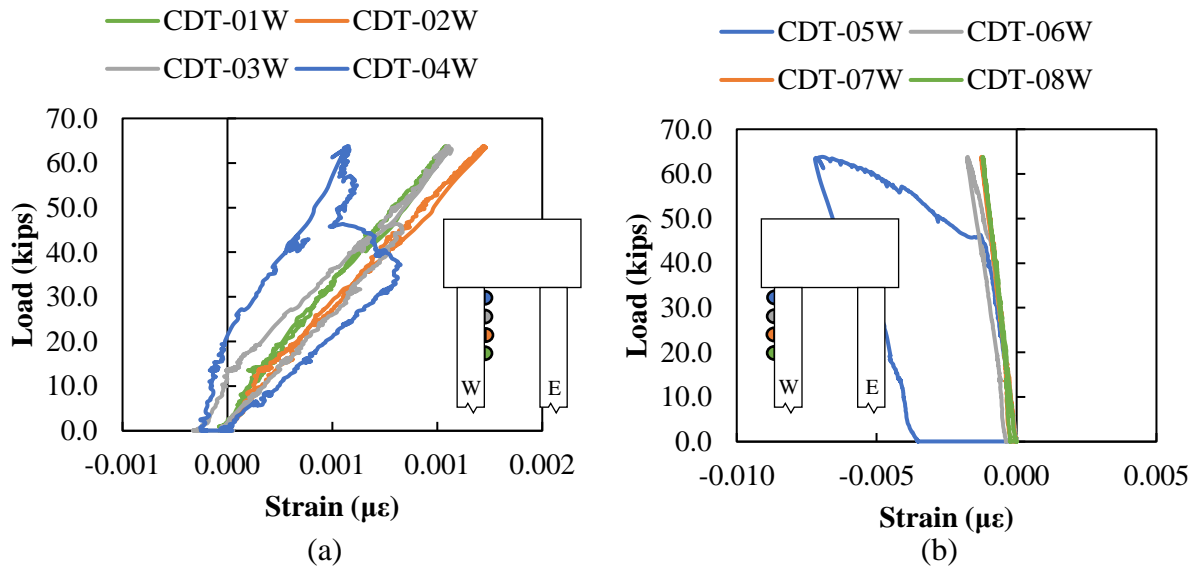 CDT-01W CDT-02W
CDT-03W CDT-04W
70.0
60.0
50.0
40.0
30.0
20.0
10.0
0.0
Load (kips)
-0.001 0.000 0.001 0.001 0.002
Strain (με)
W E
(a)
CDT-05W CDT-06W
CDT-07W CDT-08W
70.0
60.0
50.0
40.0
30.0
20.0
10.0
0.0
Load (kips)
-0.010 -0.005 0.000 0.005
Strain (με)
W E
(b)